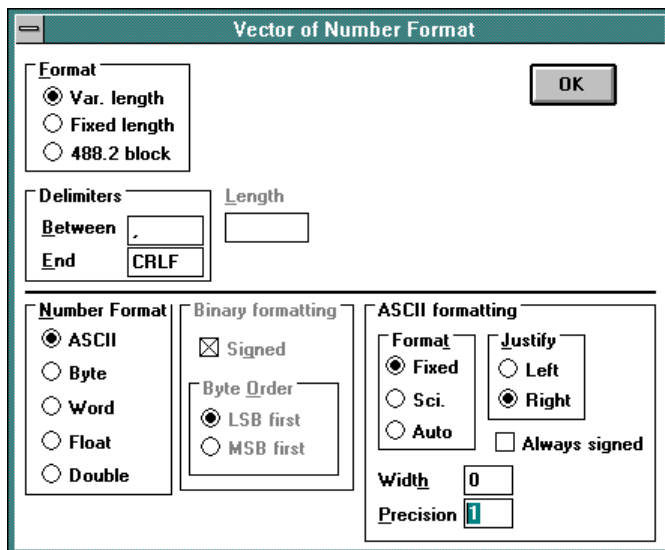 Vector of Number Format
Format
Var. length
Fixed length
488.2 block
OK
Delimiters
Between ,
End CRLF
Length
Number Format
ASCII
Byte
Word
Float
Double
Binary formatting
Signed
Byte Order
LSB first
MSB first
ASCII formatting
Format
Fixed
Sci.
Auto
Justify
Left
Right
Always signed
Width 0
Precision 1